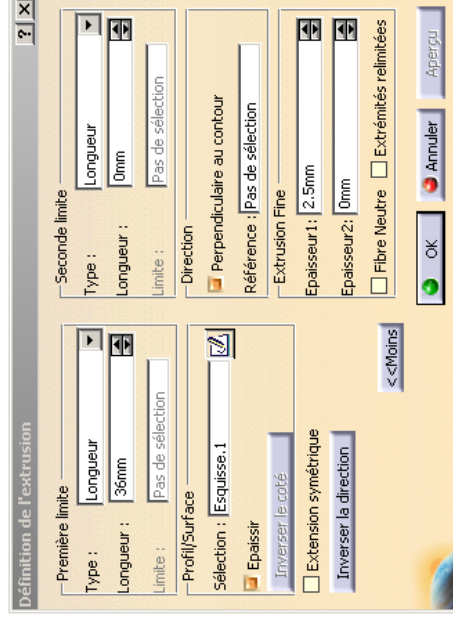 Définition de l'extrusion
? X
Première limite
Type : Longueur
Longueur : 36mm
Limite : Pas de sélection
Profil/Surface
Sélection : Esquisse.1
Epaissir
Inverser le coté
Extension symétrique
Inverser la direction
<<Moins
Seconde limite
Type : Longueur
Longueur : 0mm
Limite : Pas de sélection
Direction
Perpendiculaire au contour
Référence : Pas de sélection
Extrusion Fine
Epaisseur1: 2.5mm
Epaisseur2: 0mm
Fibre Neutre Extrémités relimitées
OK Annuler Aperçu